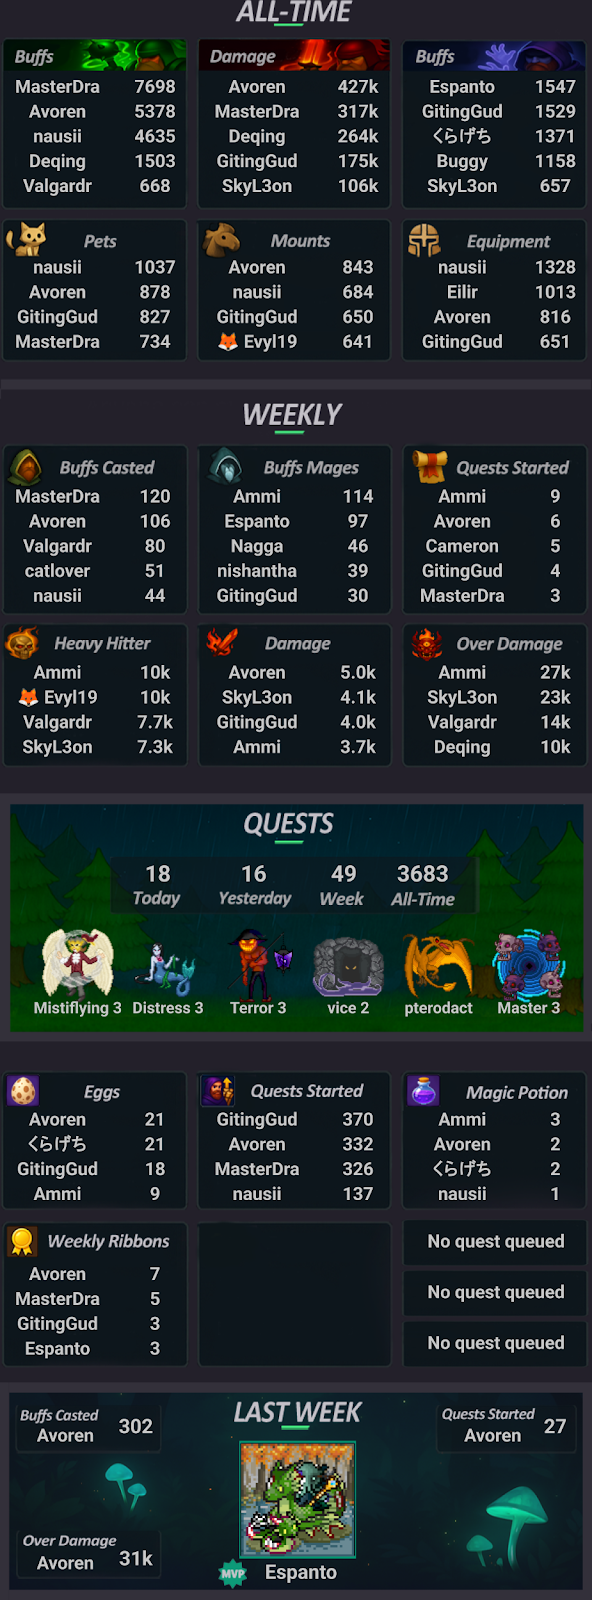 ALL-TIME
Buffs
MasterDra 7698
Avoren 5378
nausii 4635
Deqing 1503
Valgardr 668
Damage
Avoren 427k
MasterDra 317k
Deqing 264k
GitingGud 175k
SkyL3on 106k
Buffs
Espanto 1547
GitingGud 1529
くらげち 1371
Buggy 1158
SkyL3on 657
Pets
nausii 1037
Avoren 878
GitingGud 827
MasterDra 734
Mounts
Avoren 843
nausii 684
GitingGud 650
🦊 Evyl19 641
Equipment
nausii 1328
Eilir 1013
Avoren 816
GitingGud 651
WEEKLY
Buffs Casted
MasterDra 120
Avoren 106
Valgardr 80
catlover 51
nausii 44
Buffs Mages
Ammi 114
Espanto 97
Nagga 46
nishantha 39
GitingGud 30
Quests Started
Ammi 9
Avoren 6
Cameron 5
GitingGud 4
MasterDra 3
Heavy Hitter
Ammi 10k
🦊 Evyl19 10k
Valgardr 7.7k
SkyL3on 7.3k
Damage
Avoren 5.0k
SkyL3on 4.1k
GitingGud 4.0k
Ammi 3.7k
Over Damage
Ammi 27k
SkyL3on 23k
Valgardr 14k
Deqing 10k
QUESTS
18 16 49 3683
Today Yesterday Week All-Time
Mistiflying 3 Distress 3 Terror 3 vice 2 pterodact Master 3
Eggs
Avoren 21
くらげち 21
GitingGud 18
Ammi 9
Quests Started
GitingGud 370
Avoren 332
MasterDra 326
nausii 137
Magic Potion
Ammi 3
Avoren 2
くらげち 2
nausii 1
Weekly Ribbons
Avoren 7
MasterDra 5
GitingGud 3
Espanto 3
No quest queued
No quest queued
No quest queued
LAST WEEK
Buffs Casted
Avoren 302
Quests Started
Avoren 27
Over Damage
Avoren 31k
MVP Espanto